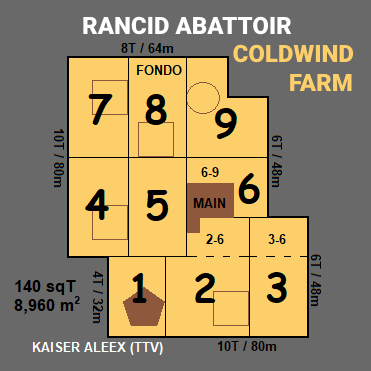 RANCID ABATTOIR
8T / 64m
COLDWIND
FARM
FONDO
7
8
9
10T / 80m
6T / 48m
6-9
4
5
MAIN
6
2-6
3-6
140 sqT
8,960 m²
4T / 32m
1
2
3
6T / 48m
KAISER ALEEX (TTV)
10T / 80m